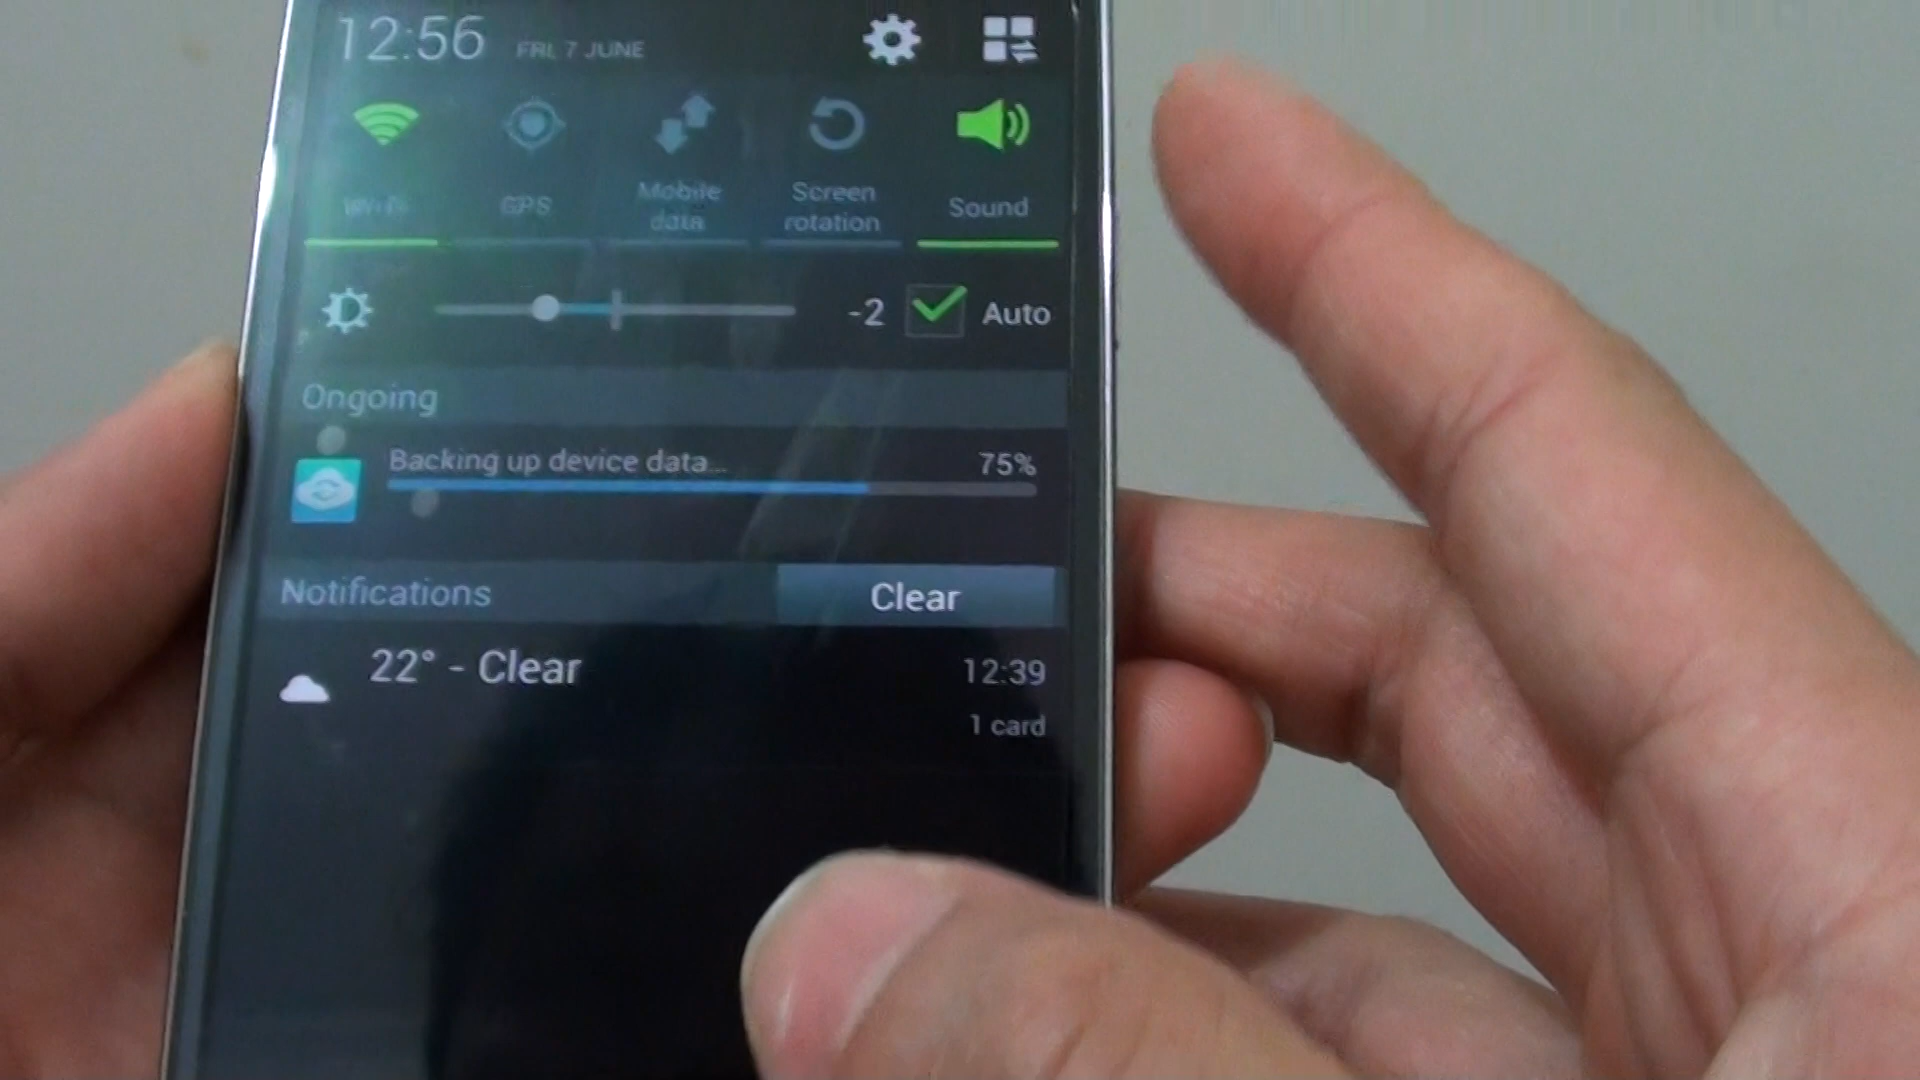 12:56 FRI, 7 JUNE
Wi-Fi GPS Mobile data Screen rotation Sound
-2 Auto
Ongoing
Backing up device data... 75%
Notifications Clear
22° - Clear 12:39
1 card